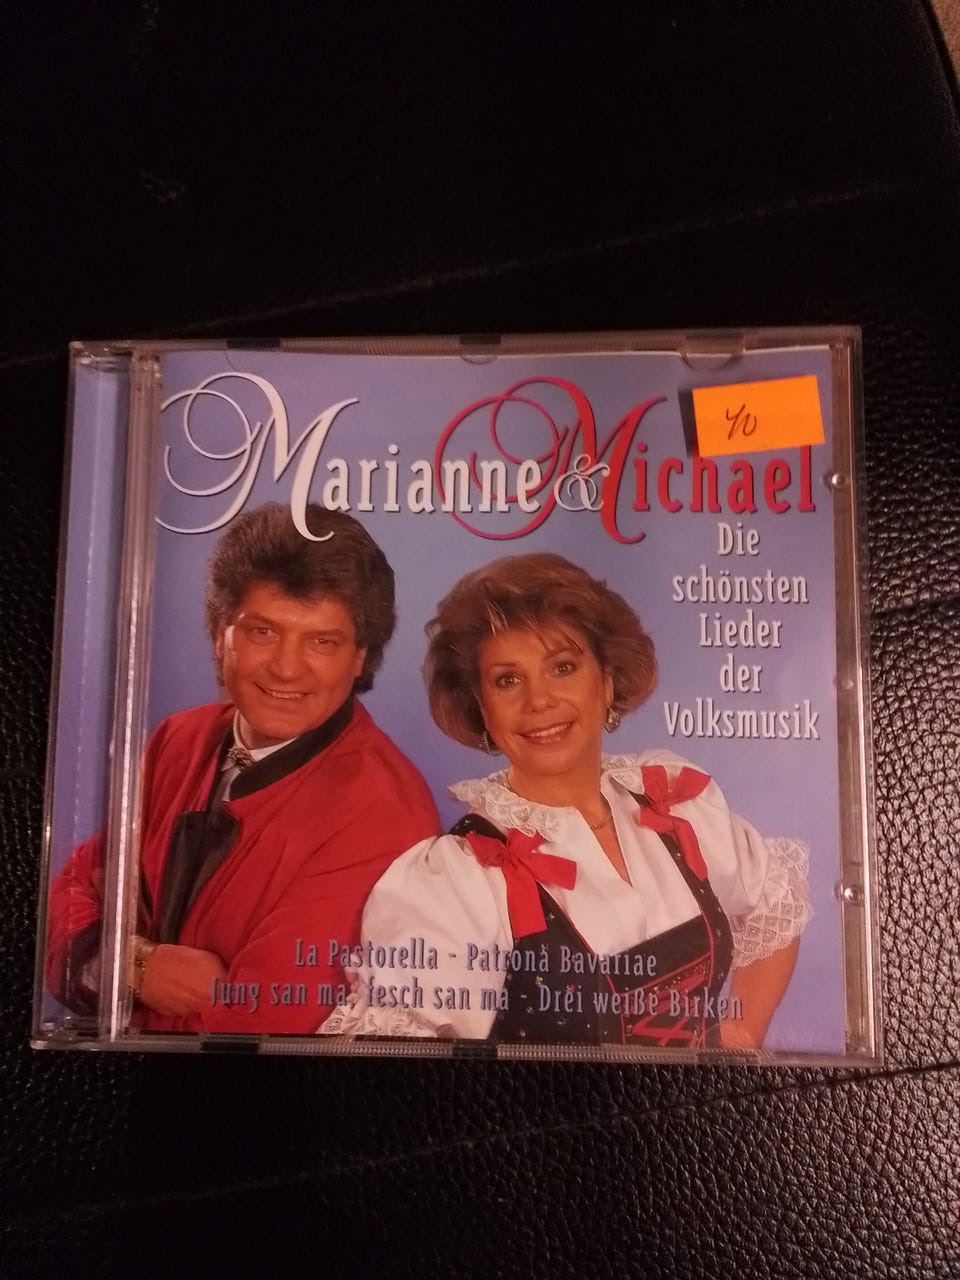 Marianne & Michael
40
Die
schönsten
Lieder
der
Volksmusik
La Pastorella - Patrona Bavariae
Jung san ma, fesch san ma - Drei weiße Birken